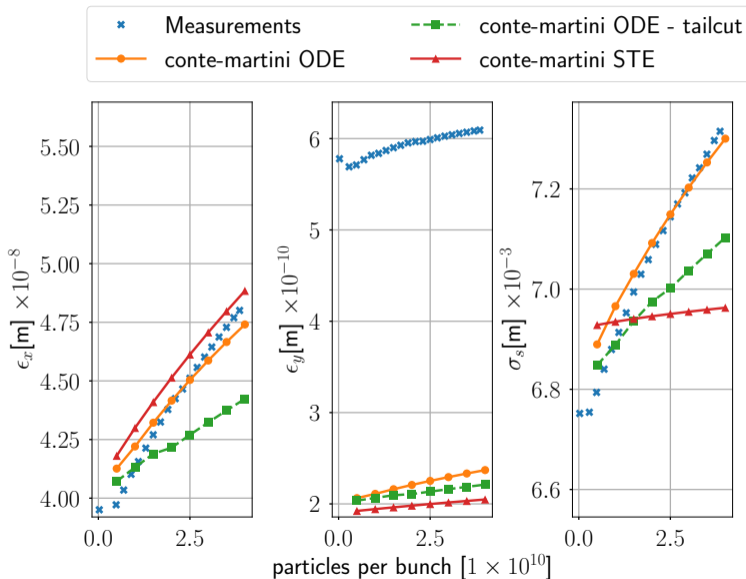 Measurements
conte-martini ODE
conte-martini ODE - tailcut
conte-martini STE
ϵₓ[m] ×10⁻⁸
5.50
5.25
5.00
4.75
4.50
4.25
4.00
0.0 2.5
ϵᵧ[m] ×10⁻¹⁰
6
5
4
3
2
0.0 2.5
σₛ[m] ×10⁻³
7.2
7.0
6.8
6.6
0.0 2.5
particles per bunch [1 × 10¹⁰]